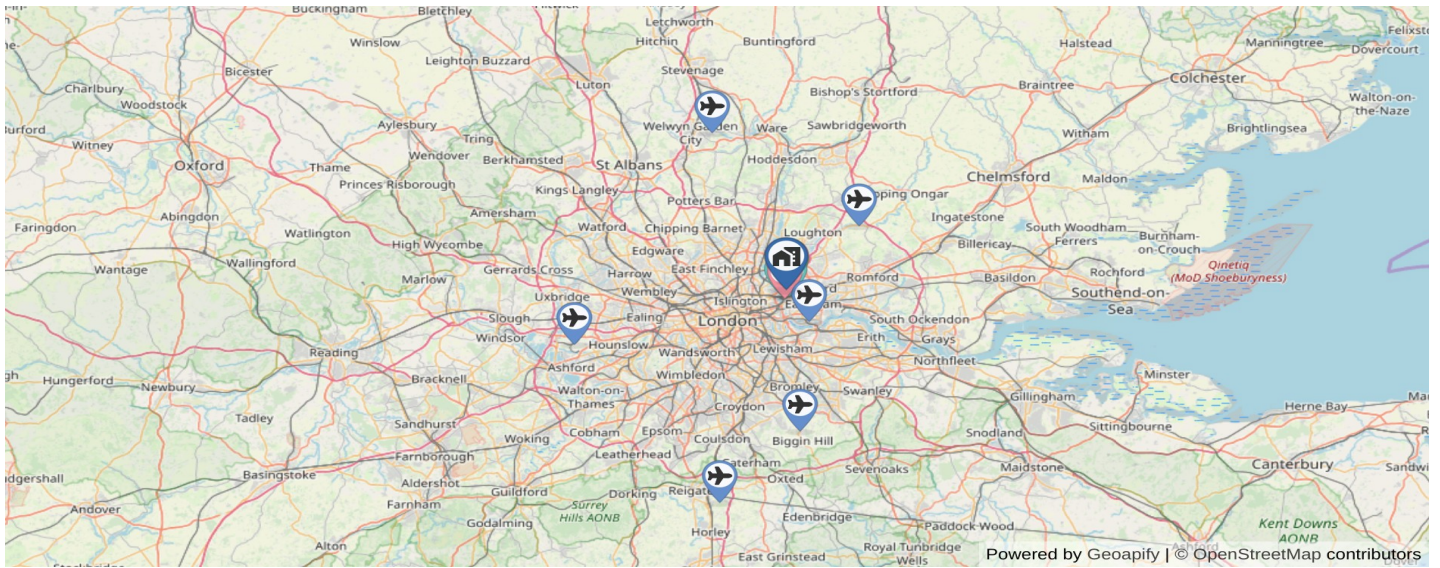 Buckingham
Bletchley
Letchworth
Felixsto
Winslow
Hitchin
Buntingford
Halstead
Manningtree
Dovercourt
Leighton Buzzard
Bicester
Stevenage
Colchester
Charlbury
Luton
Bishop's Stortford
Braintree
Walton-on-
the-Naze
Woodstock
Burford
Aylesbury
Welwyn Garden
City
Ware
Sawbridgeworth
Witham
Brightlingsea
Witney
Tring
Wendover
Berkhamsted
Hoddesdon
Oxford
Thame
St Albans
Chelmsford
Maldon
Princes Risborough
Kings Langley
Potters Bar
pping Ongar
Abingdon
Amersham
Ingatestone
Faringdon
Watlington
Watford
Chipping Barnet
Loughton
South Woodham
Ferrers
Burnham-
on-Crouch
High Wycombe
Edgware
Billericay
Wantage
Wallingford
Gerrards Cross
Harrow
East Finchley
Romford
Basildon
Rochford
Qinetiq
(MoD Shoeburyness)
Marlow
Uxbridge
Wembley
Islington
Southend-on-
Sea
Slough
Ealing
London
South Ockendon
Windsor
Hounslow
Erith
Grays
Reading
Wandsworth
Lewisham
Northfleet
Ashford
Hungerford
Newbury
Bracknell
Wimbledon
Bromley
Swanley
Minster
Walton-on-
Thames
Gillingham
Herne Bay
Tadley
Sandhurst
Croydon
Sittingbourne
Woking
Cobham
Epsom
Coulsdon
Biggin Hill
Snodland
Farnborough
Leatherhead
Caterham
Sevenoaks
Maidstone
Canterbury
Basingstoke
Aldershot
Guildford
Dorking
Reigate
Oxted
Andover
Farnham
Surrey
Hills AONB
Godalming
Horley
Edenbridge
Paddock Wood
Kent Downs
AONB
Alton
East Grinstead
Royal Tunbridge
Wells
Powered by Geoapify | © OpenStreetMap contributors